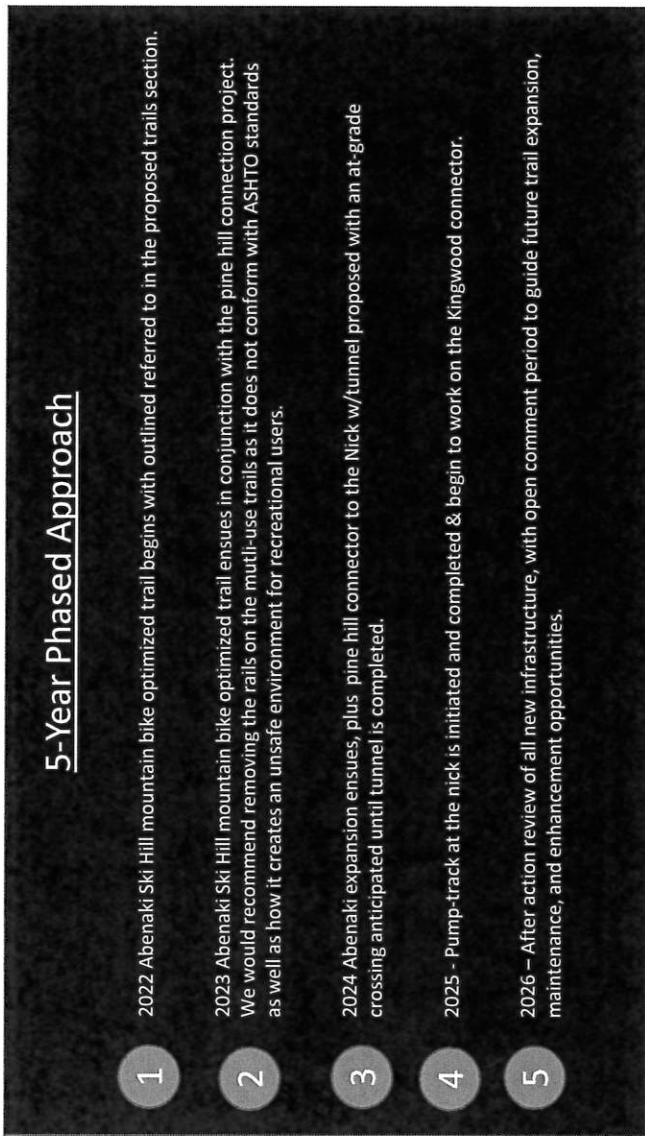 5-Year Phased Approach
1
2022 Abenaki Ski Hill mountain bike optimized trail begins with outlined referred to in the proposed trails section.
2
2023 Abenaki Ski Hill mountain bike optimized trail ensues in conjunction with the pine hill connection project.
We would recommend removing the rails on the mutli-use trails as it does not conform with ASHTO standards
as well as how it creates an unsafe environment for recreational users.
3
2024 Abenaki expansion ensues, plus pine hill connector to the Nick w/tunnel proposed with an at-grade
crossing anticipated until tunnel is completed.
4
2025 - Pump-track at the nick is initiated and completed & begin to work on the Kingwood connector.
5
2026 – After action review of all new infrastructure, with open comment period to guide future trail expansion,
maintenance, and enhancement opportunities.